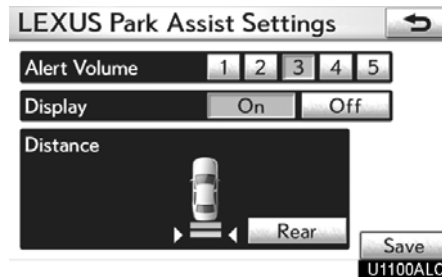 LEXUS Park Assist Settings
Alert Volume 1 2 3 4 5
Display On Off
Distance
Rear
Save
U1100ALC